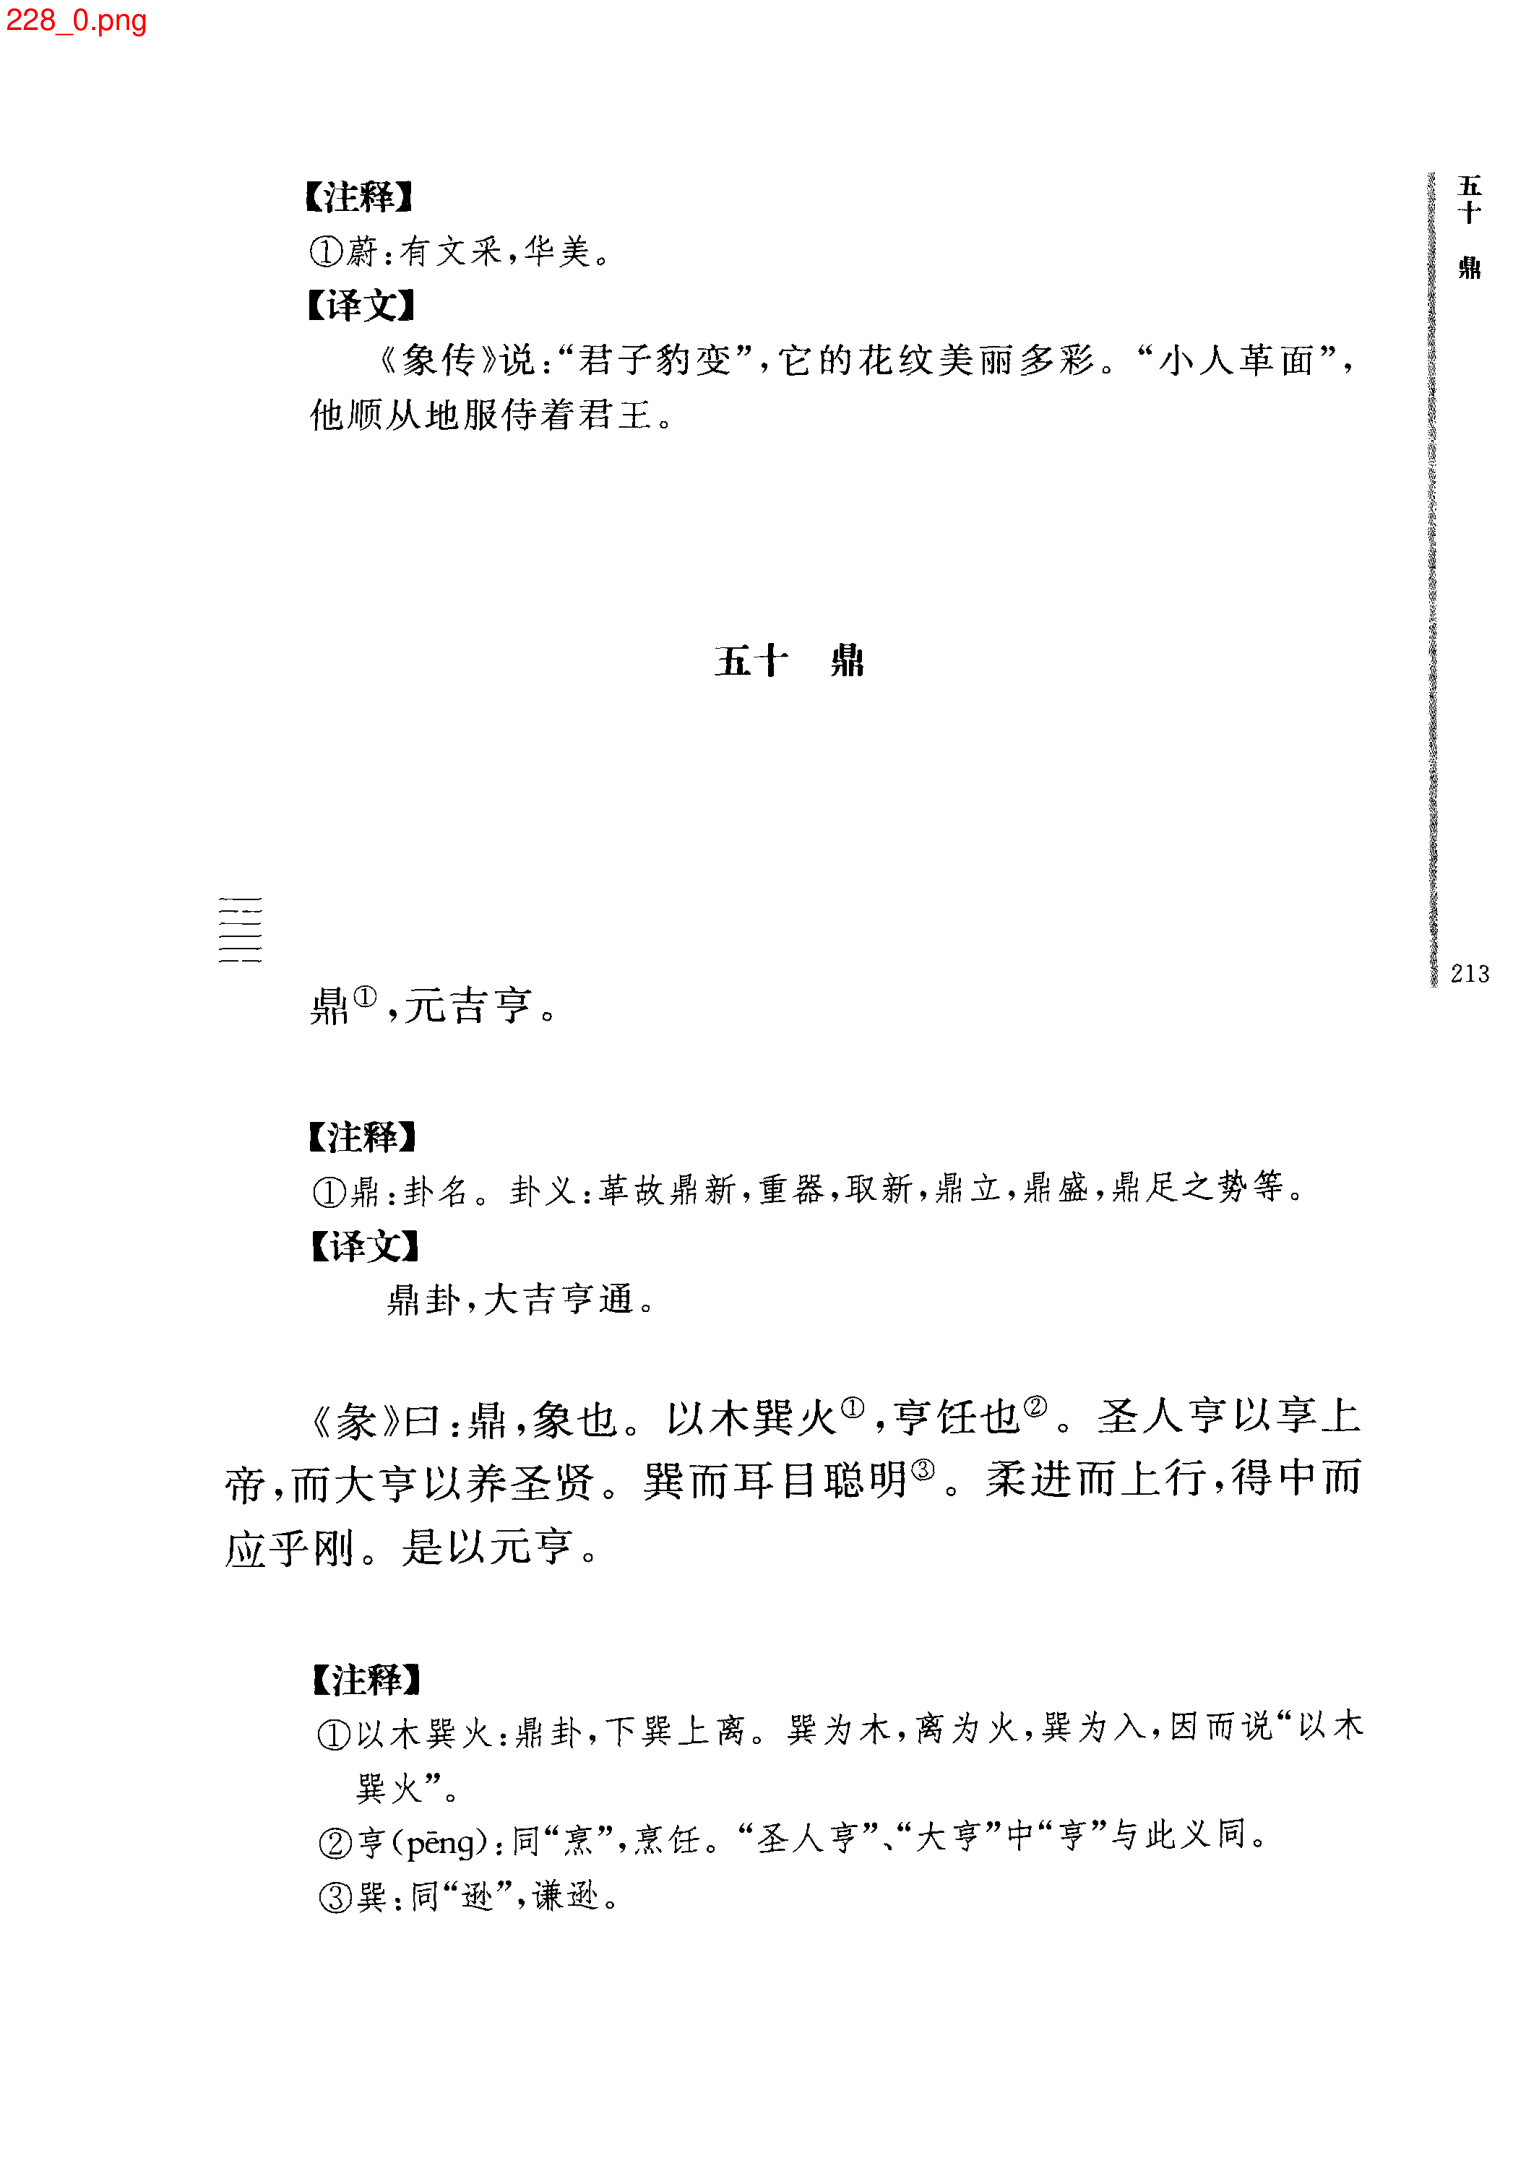 228_0.png
【注释】
①蔚:有文采,华美。
【译文】
《象传》说:“君子豹变”,它的花纹美丽多彩。“小人革面”,
他顺从地服侍着君王。
五十 鼎
五十 鼎
213
鼎①,元吉亨。
【注释】
①鼎:卦名。卦义:革故鼎新,重器,取新,鼎立,鼎盛,鼎足之势等。
【译文】
鼎卦,大吉亨通。
《彖》曰:鼎,象也。以木巽火①,亨饪也②。圣人亨以享上
帝,而大亨以养圣贤。巽而耳目聪明③。柔进而上行,得中而
应乎刚。是以元亨。
【注释】
①以木巽火:鼎卦,下巽上离。巽为木,离为火,巽为入,因而说“以木
巽火”。
②亨(pēng):同“烹”,烹饪。“圣人亨”、“大亨”中“亨”与此义同。
③巽:同“逊”,谦逊。